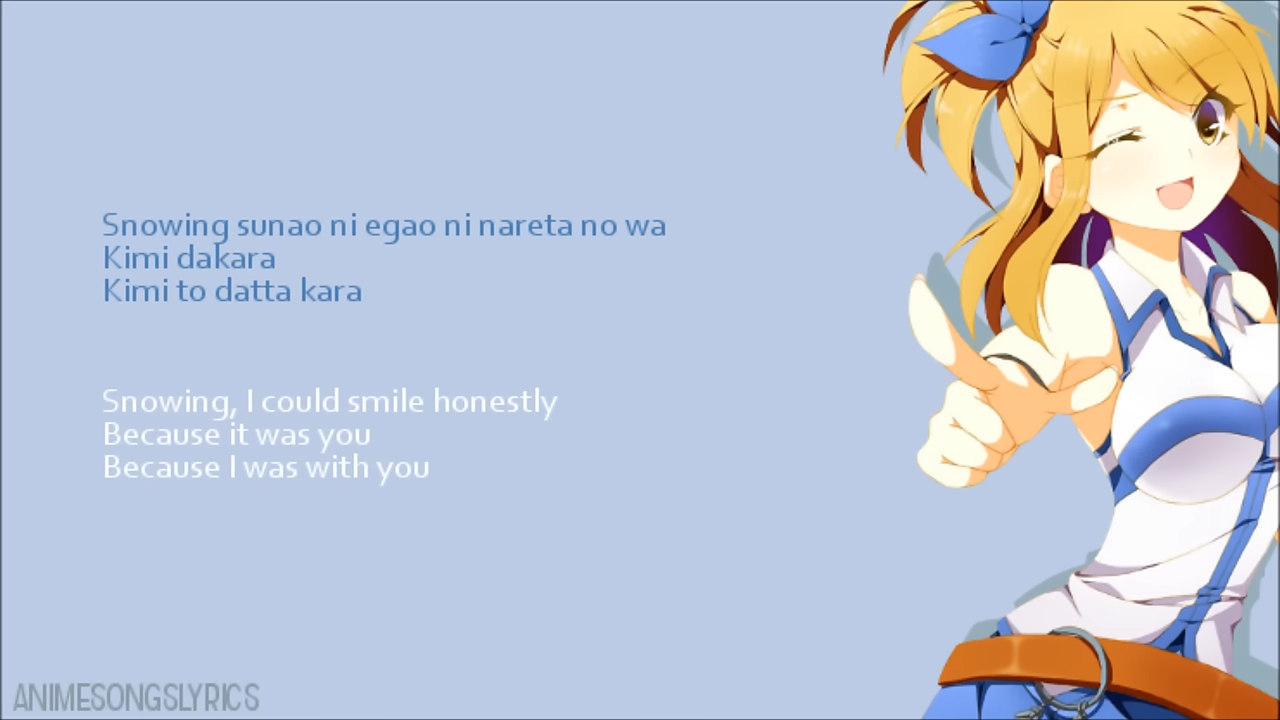 Snowing sunao ni egao ni nareta no wa
Kimi dakara
Kimi to datta kara
Snowing, I could smile honestly
Because it was you
Because I was with you
ANIMESONGSLYRICS